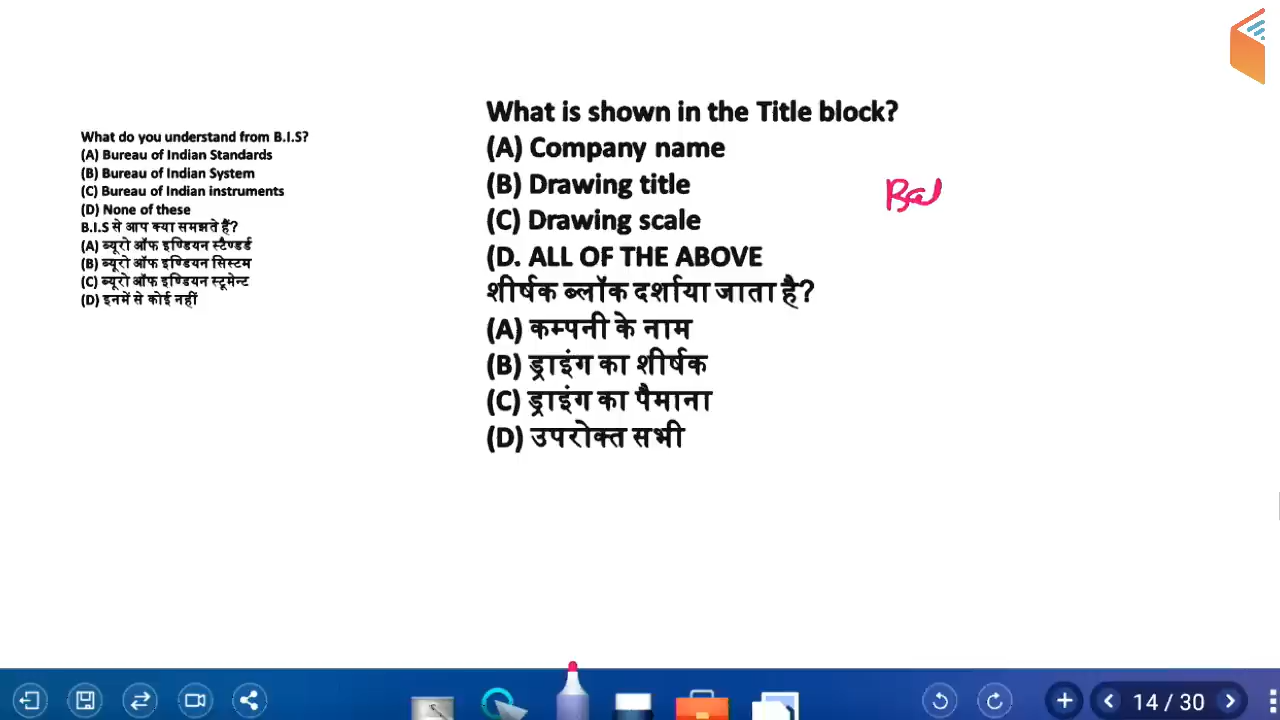 What do you understand from B.I.S?
(A) Bureau of Indian Standards
(B) Bureau of Indian System
(C) Bureau of Indian instruments
(D) None of these
B.I.S से आप क्या समझते हैं?
(A) ब्यूरो ऑफ इण्डियन स्टैण्डर्ड
(B) ब्यूरो ऑफ इण्डियन सिस्टम
(C) ब्यूरो ऑफ इण्डियन स्टूमेन्ट
(D) इनमें से कोई नहीं
What is shown in the Title block?
(A) Company name
(B) Drawing title
(C) Drawing scale
(D. ALL OF THE ABOVE
शीर्षक ब्लॉक दर्शाया जाता है?
(A) कम्पनी के नाम
(B) ड्राइंग का शीर्षक
(C) ड्राइंग का पैमाना
(D) उपरोक्त सभी
14 / 30